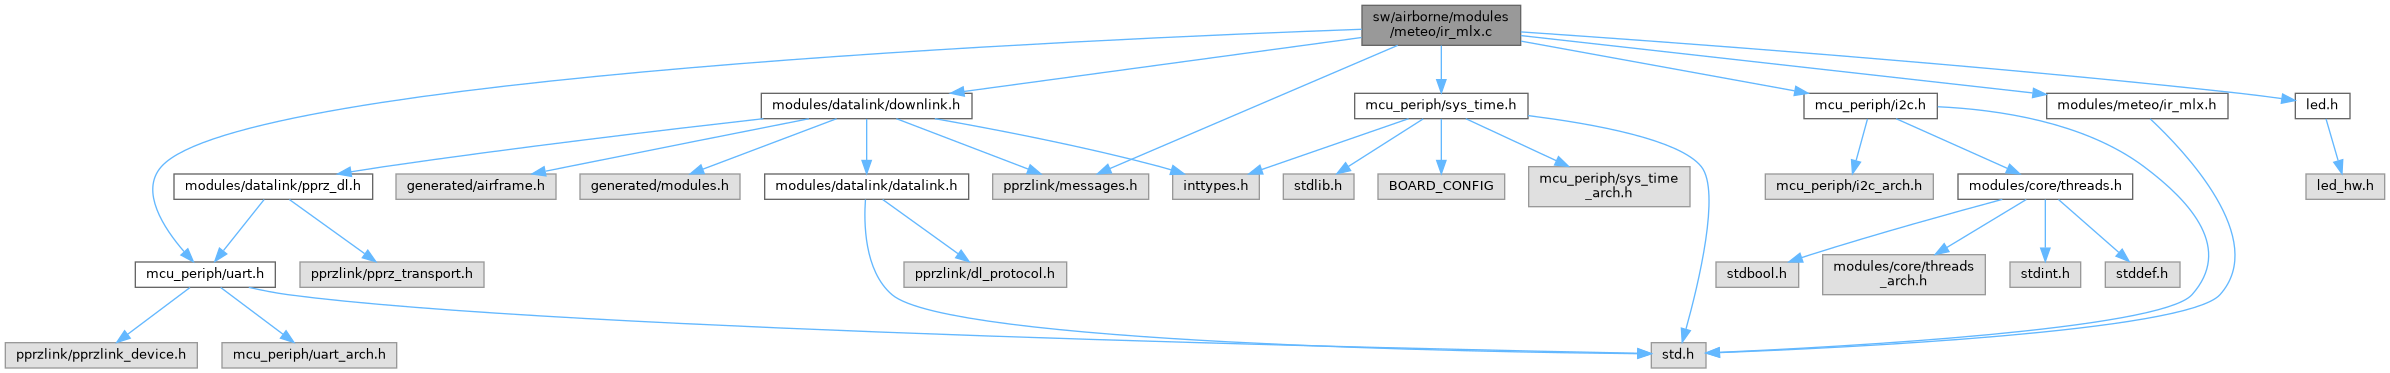 sw/airborne/modules
/meteo/ir_mlx.c
modules/datalink/downlink.h
mcu_periph/sys_time.h
mcu_periph/i2c.h
modules/meteo/ir_mlx.h
led.h
modules/datalink/pprz_dl.h
generated/airframe.h
generated/modules.h
modules/datalink/datalink.h
pprzlink/messages.h
inttypes.h
stdlib.h
BOARD_CONFIG
mcu_periph/sys_time
_arch.h
mcu_periph/i2c_arch.h
modules/core/threads.h
led_hw.h
mcu_periph/uart.h
pprzlink/pprz_transport.h
pprzlink/dl_protocol.h
stdbool.h
modules/core/threads
_arch.h
stdint.h
stddef.h
pprzlink/pprzlink_device.h
mcu_periph/uart_arch.h
std.h